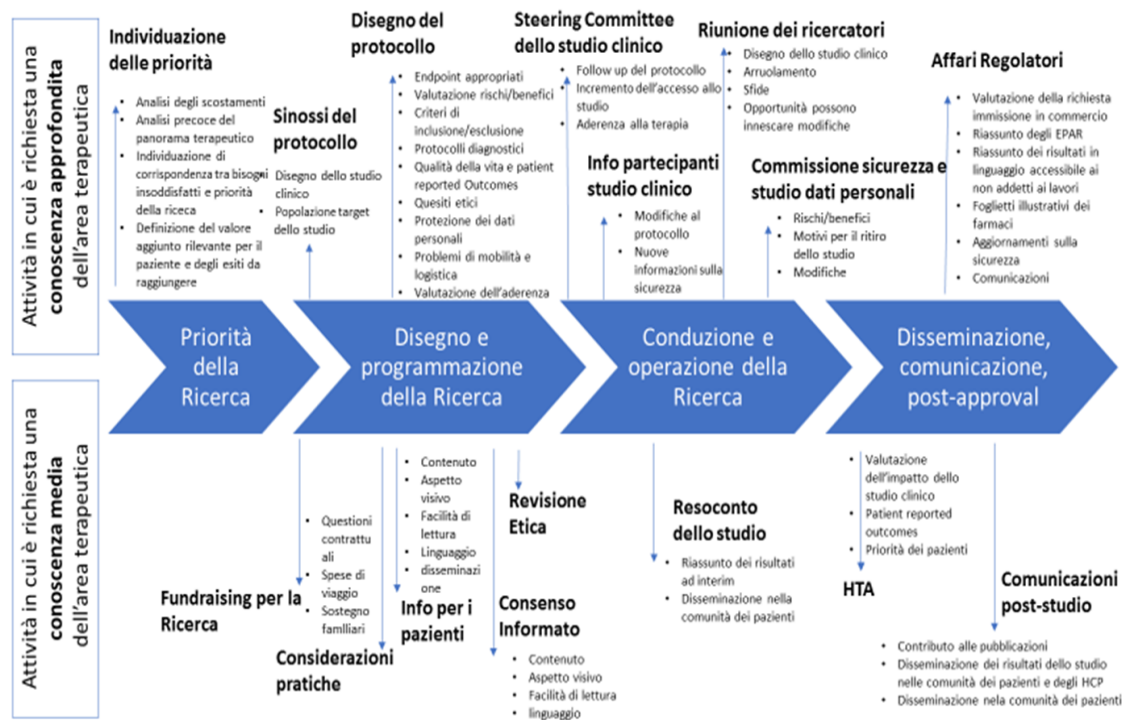 Attività in cui è richiesta una
conoscenza approfondita
dell'area terapeutica
Individuazione
delle priorità
• Analisi degli scostamenti
• Analisi precoce del
panorama terapeutico
• Individuazione di
corrispondenza tra bisogni
insoddisfatti e priorità
della riceca
• Definizione del valore
aggiunto rilevante per il
paziente e degli esiti da
raggiungere
Sinossi del
protocollo
• Disegno dello studio
clinico
• Popolazione target
dello studio
Disegno del
protocollo
• Endpoint appropriati
• Valutazione rischi/benefici
• Criteri di
inclusione/esclusione
• Protocolli diagnostici
• Qualità della vita e patient
reported Outcomes
• Quesiti etici
• Protezione dei dati
personali
• Problemi di mobilità e
logistica
• Valutazione dell'aderenza
Steering Committee
dello studio clinico
• Follow up del protocollo
• Incremento dell'accesso allo
studio
• Aderenza alla terapia
Info partecipanti
studio clinico
• Modifiche al
protocollo
• Nuove
informazioni sulla
sicurezza
Riunione dei ricercatori
• Disegno dello studio clinico
• Arruolamento
• Sfide
• Opportunità possono
innescare modifiche
Commissione sicurezza e
studio dati personali
• Rischi/benefici
• Motivi per il ritiro
dello studio
• Modifiche
Affari Regolatori
• Valutazione della richiesta
immissione in commercio
• Riassunto degli EPAR
• Riassunto dei risultati in
linguaggio accessibile ai
non addetti ai lavori
• Foglietti illustrativi dei
farmaci
• Aggiornamenti sulla
sicurezza
• Comunicazioni
Priorità
della
Ricerca
Disegno e
programmazione
della Ricerca
Conduzione e
operazione della
Ricerca
Disseminazione,
comunicazione,
post-approval
Attività in cui è richiesta una
conoscenza media
dell'area terapeutica
Fundraising per la
Ricerca
• Questioni
contrattu
ali
• Spese di
viaggio
• Sostegno
familliari
Considerazioni
pratiche
• Contenuto
• Aspetto
visivo
• Facilità di
lettura
• Linguaggio
• disseminazi
one
Info per i
pazienti
Revisione
Etica
Consenso
Informato
• Contenuto
• Aspetto visivo
• Facilità di lettura
• linguaggio
Resoconto
dello studio
• Riassunto dei risultati
ad interim
• Disseminazione nella
comunità dei pazienti
• Valutazione
dell'impatto dello
studio clinico
• Patient reported
outcomes
• Priorità dei pazienti
HTA
Comunicazioni
post-studio
• Contributo alle pubblicazioni
• Disseminazione dei risultati dello studio
nelle comunità dei pazienti e degli HCP
• Disseminazione nela comunità dei pazienti